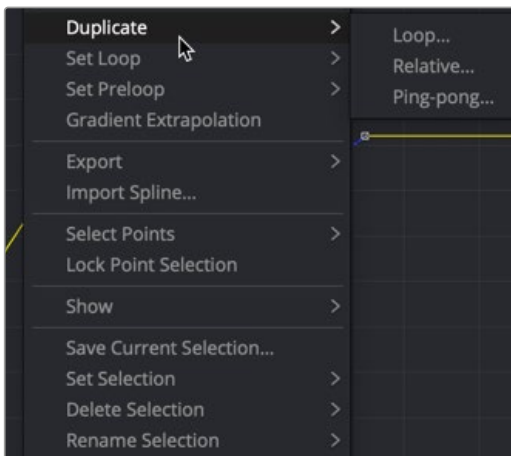 Duplicate
Set Loop
Set Preloop
Gradient Extrapolation
Export
Import Spline...
Select Points
Lock Point Selection
Show
Save Current Selection...
Set Selection
Delete Selection
Rename Selection
Loop...
Relative...
Ping-pong...